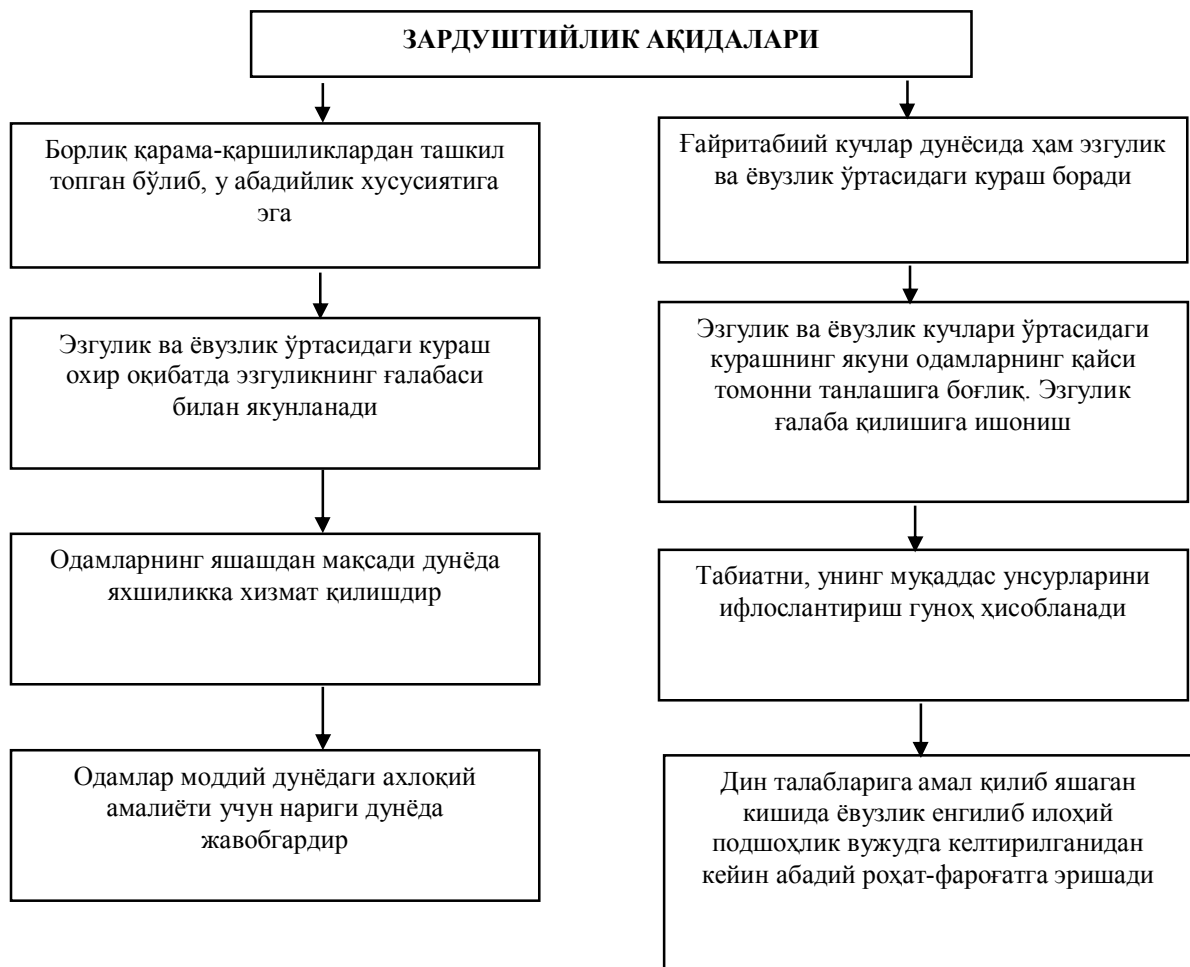 ЗАРДУШТИЙЛИК АҚИДАЛАРИ
Борлиқ қарама-қаршиликлардан ташкил
топган бўлиб, у абадийлик хусусиятига
эга
Эзгулик ва ёвузлик ўртасидаги кураш
охир оқибатда эзгуликнинг ғалабаси
билан якунланади
Одамларнинг яшашдан мақсади дунёда
яхшиликка хизмат қилишдир
Одамлар моддий дунёдаги ахлоқий
амалиёти учун нариги дунёда
жавобгардир
Ғайритабиий кучлар дунёсида ҳам эзгулик
ва ёвузлик ўртасидаги кураш боради
Эзгулик ва ёвузлик кучлари ўртасидаги
курашнинг якуни одамларнинг қайси
томонни танлашига боғлиқ. Эзгулик
ғалаба қилишига ишониш
Табиатни, унинг муқаддас унсурларини
ифлослантириш гуноҳ ҳисобланади
Дин талабларига амал қилиб яшаган
кишида ёвузлик енгилиб илоҳий
подшоҳлик вужудга келтирилганидан
кейин абадий роҳат-фароғатга эришади